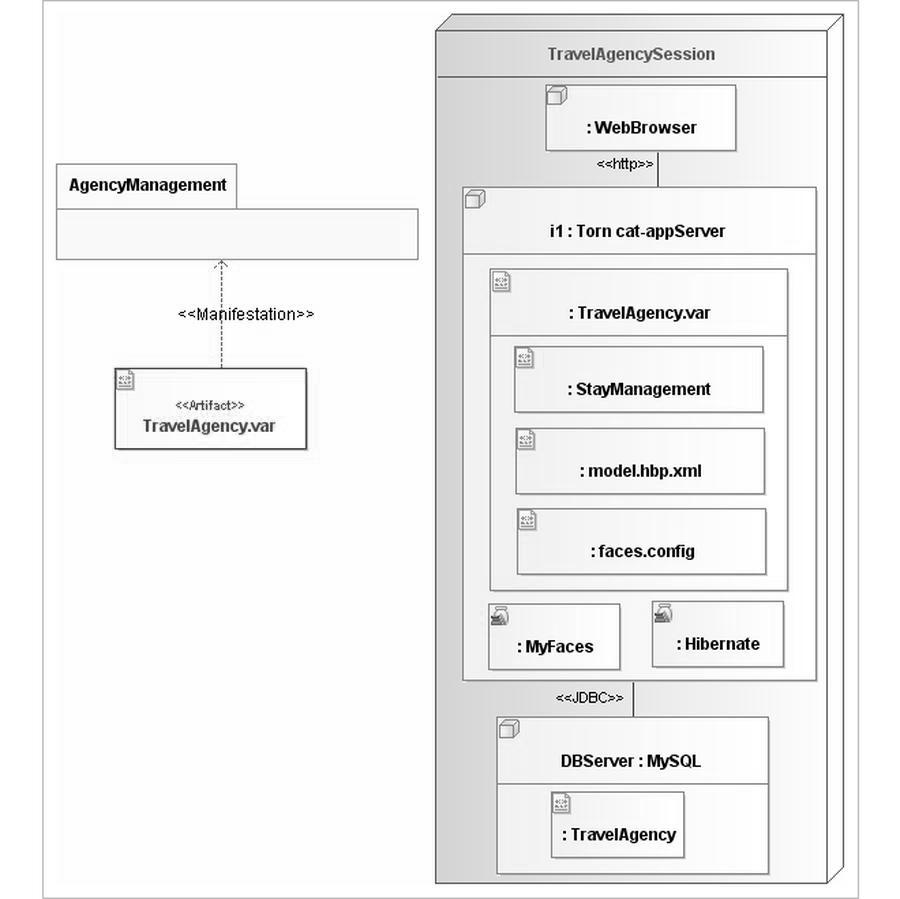 TravelAgencySession
: WebBrowser
<<http>>
AgencyManagement
i1 : Torn cat-appServer
<<Manifestation>>
: TravelAgency.var
<<Artifact>>
TravelAgency.var
: StayManagement
: model.hbp.xml
: faces.config
: MyFaces
: Hibernate
<<JDBC>>
DBServer : MySQL
: TravelAgency